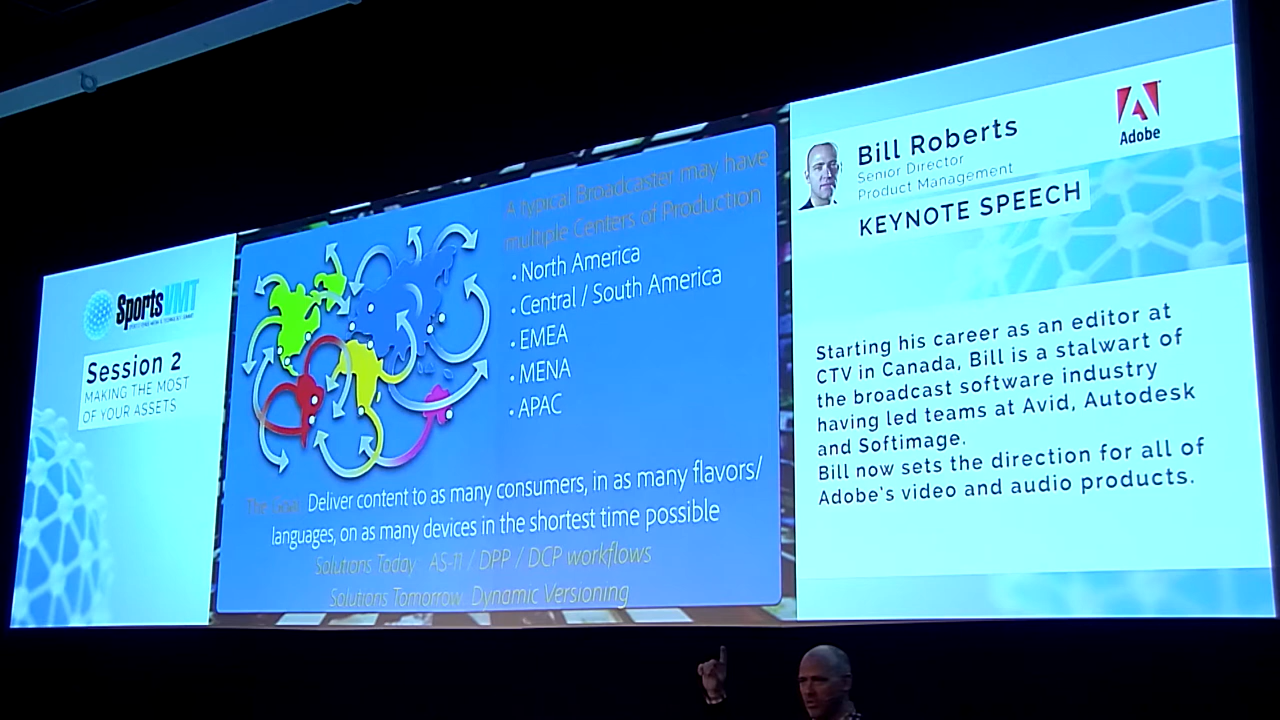 SportsVMT
Session 2
MAKING THE MOST
OF YOUR ASSETS
A typical Broadcaster may have
multiple Centers of Production
• North America
• Central / South America
• EMEA
• MENA
• APAC
The Goal: Deliver content to as many consumers, in as many flavors/
languages, on as many devices in the shortest time possible
Solutions Today: AS-11 / DPP / DCP workflows
Solutions Tomorrow: Dynamic Versioning
Bill Roberts
Senior Director
Product Management
KEYNOTE SPEECH
Adobe
Starting his career as an editor at
CTV in Canada, Bill is a stalwart of
the broadcast software industry
having led teams at Avid, Autodesk
and Softimage.
Bill now sets the direction for all of
Adobe's video and audio products.